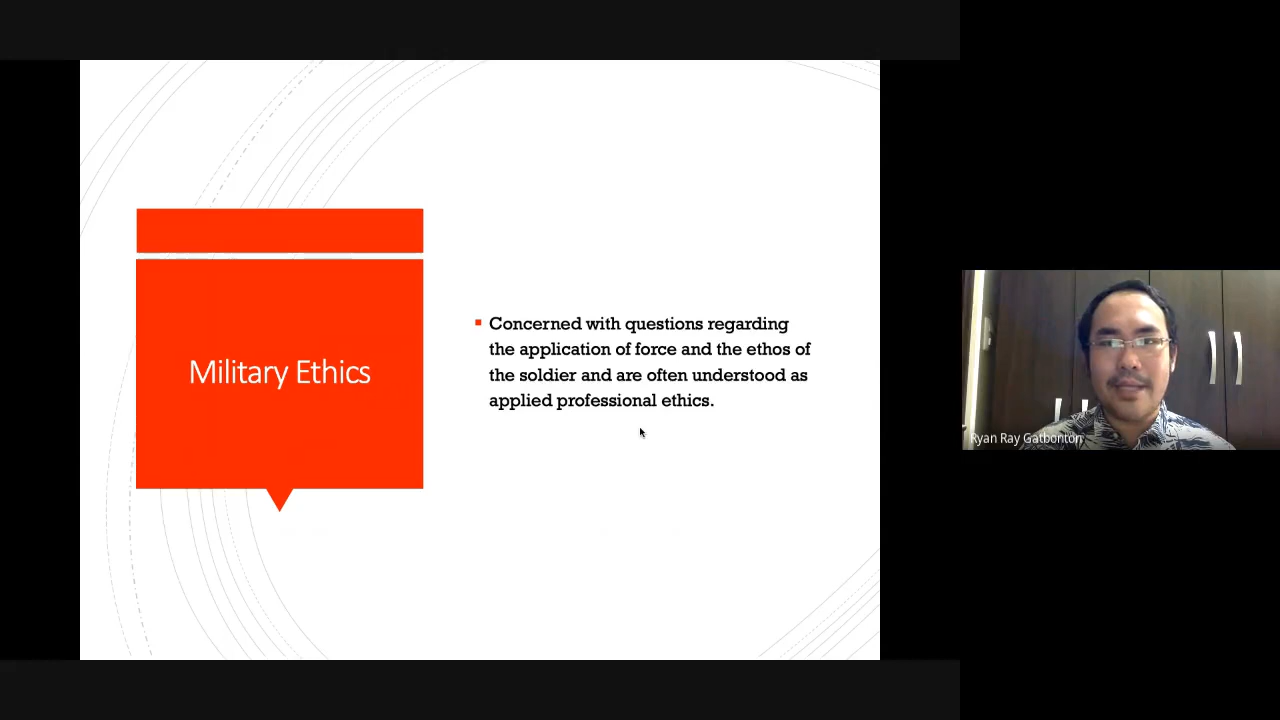 Military Ethics
Concerned with questions regarding
the application of force and the ethos of
the soldier and are often understood as
applied professional ethics.
Ryan Ray Gatbonton